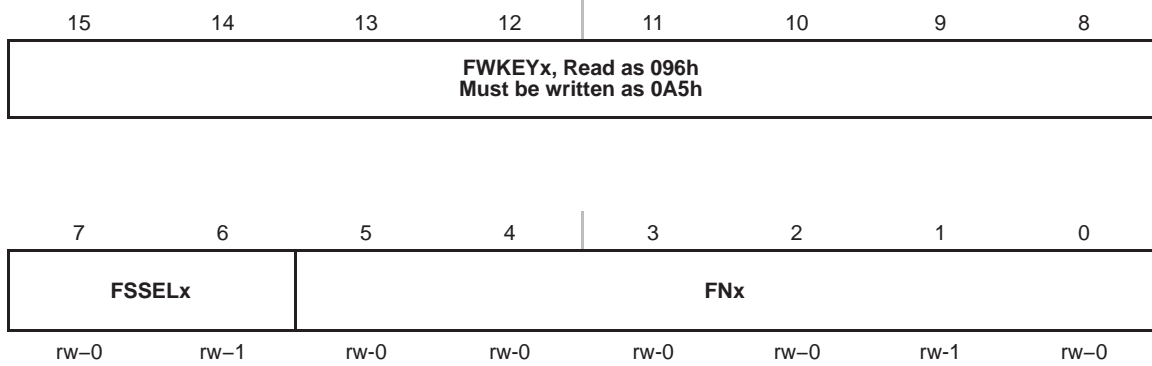 15 14 13 12 11 10 9 8
FWKEYx, Read as 096h
Must be written as 0A5h
7 6 5 4 3 2 1 0
FSSELx FNx
rw−0 rw−1 rw-0 rw-0 rw-0 rw−0 rw-1 rw−0